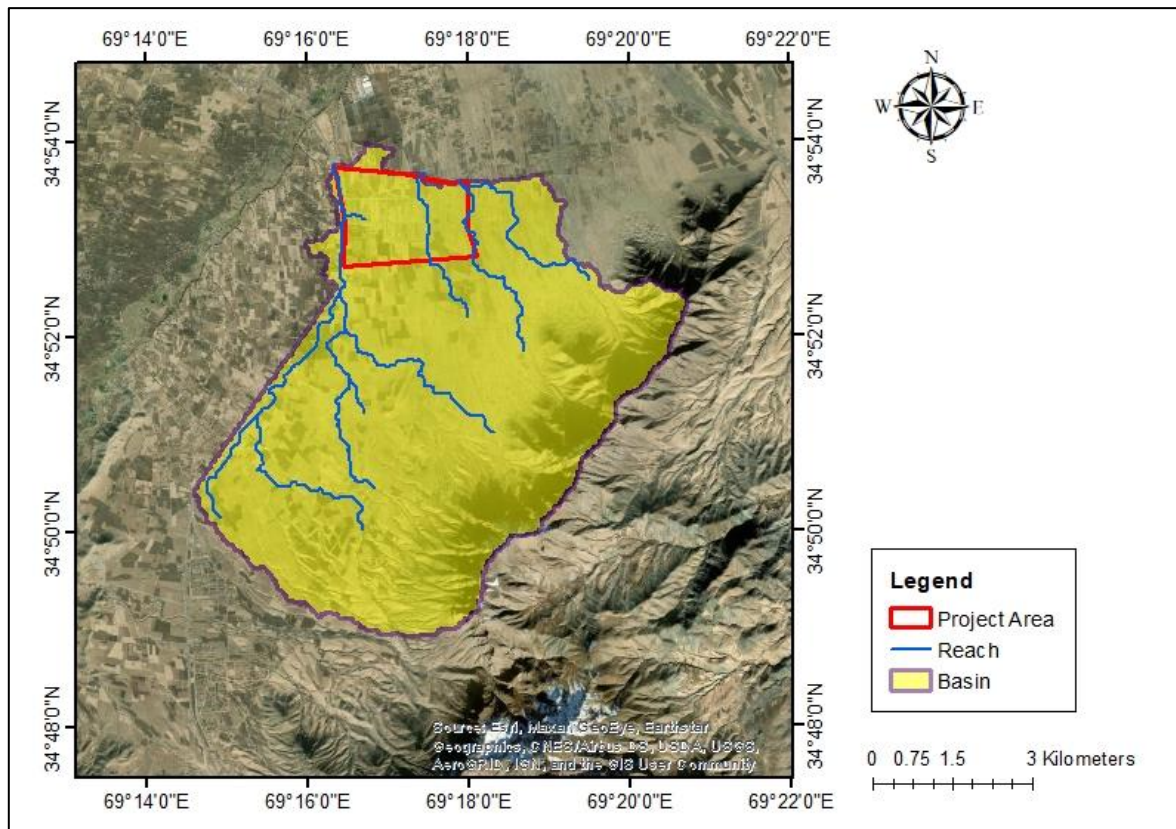 69°14'0"E 69°16'0"E 69°18'0"E 69°20'0"E 69°22'0"E
N
W E
S
34°54'0"N 34°54'0"N
34°52'0"N 34°52'0"N
34°50'0"N 34°50'0"N
34°48'0"N 34°48'0"N
Legend
Project Area
Reach
Basin
Source: Esri, Maxar, GeoEye, Earthstar
Geographics, CNES/Airbus DS, USDA, USGS,
AeroGRID, IGN, and the GIS User Community
0 0.75 1.5 3 Kilometers
69°14'0"E 69°16'0"E 69°18'0"E 69°20'0"E 69°22'0"E